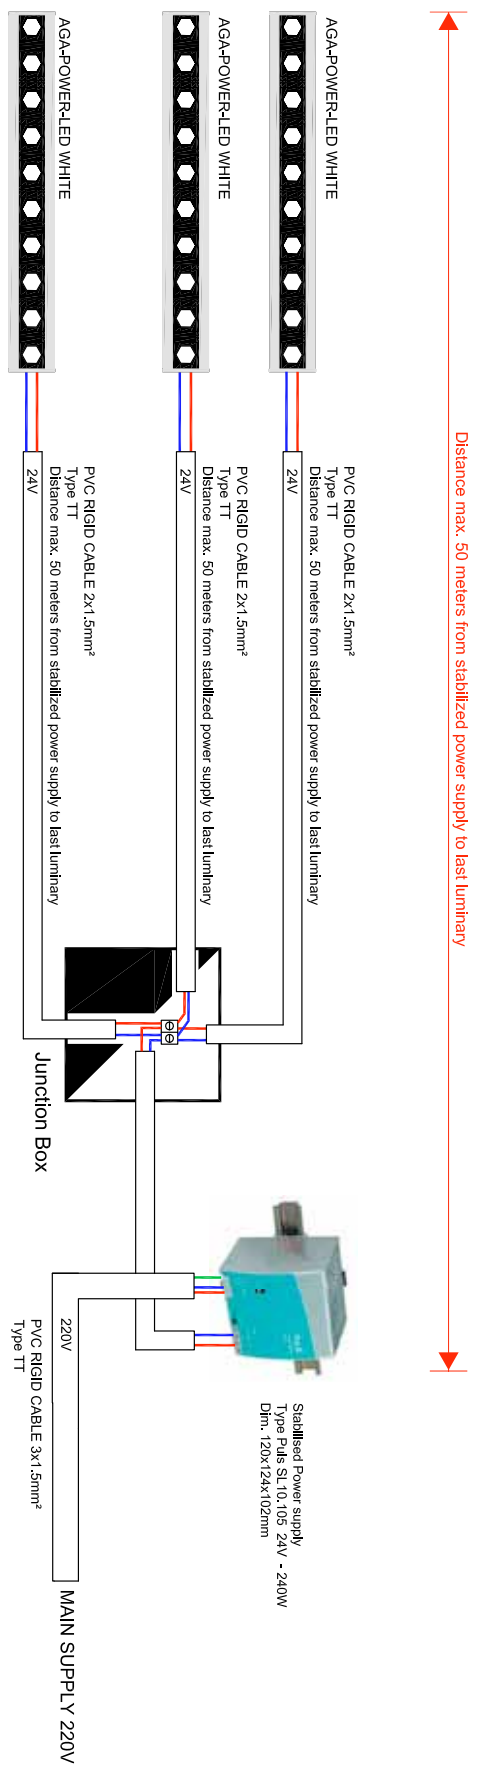 Distance max. 50 meters from stabilized power supply to last luminary
AGA-POWER-LED WHITE
PVC RIGID CABLE 2x1.5mm²
Type TT
Distance max. 50 meters from stabilized power supply to last luminary
24V
AGA-POWER-LED WHITE
PVC RIGID CABLE 2x1.5mm²
Type TT
Distance max. 50 meters from stabilized power supply to last luminary
24V
AGA-POWER-LED WHITE
PVC RIGID CABLE 2x1.5mm²
Type TT
Distance max. 50 meters from stabilized power supply to last luminary
24V
Junction Box
Stabilised Power supply
Type Puls SL10.105 24V - 240W
Dim. 120x124x102mm
220V
PVC RIGID CABLE 3x1.5mm²
Type TT
MAIN SUPPLY 220V